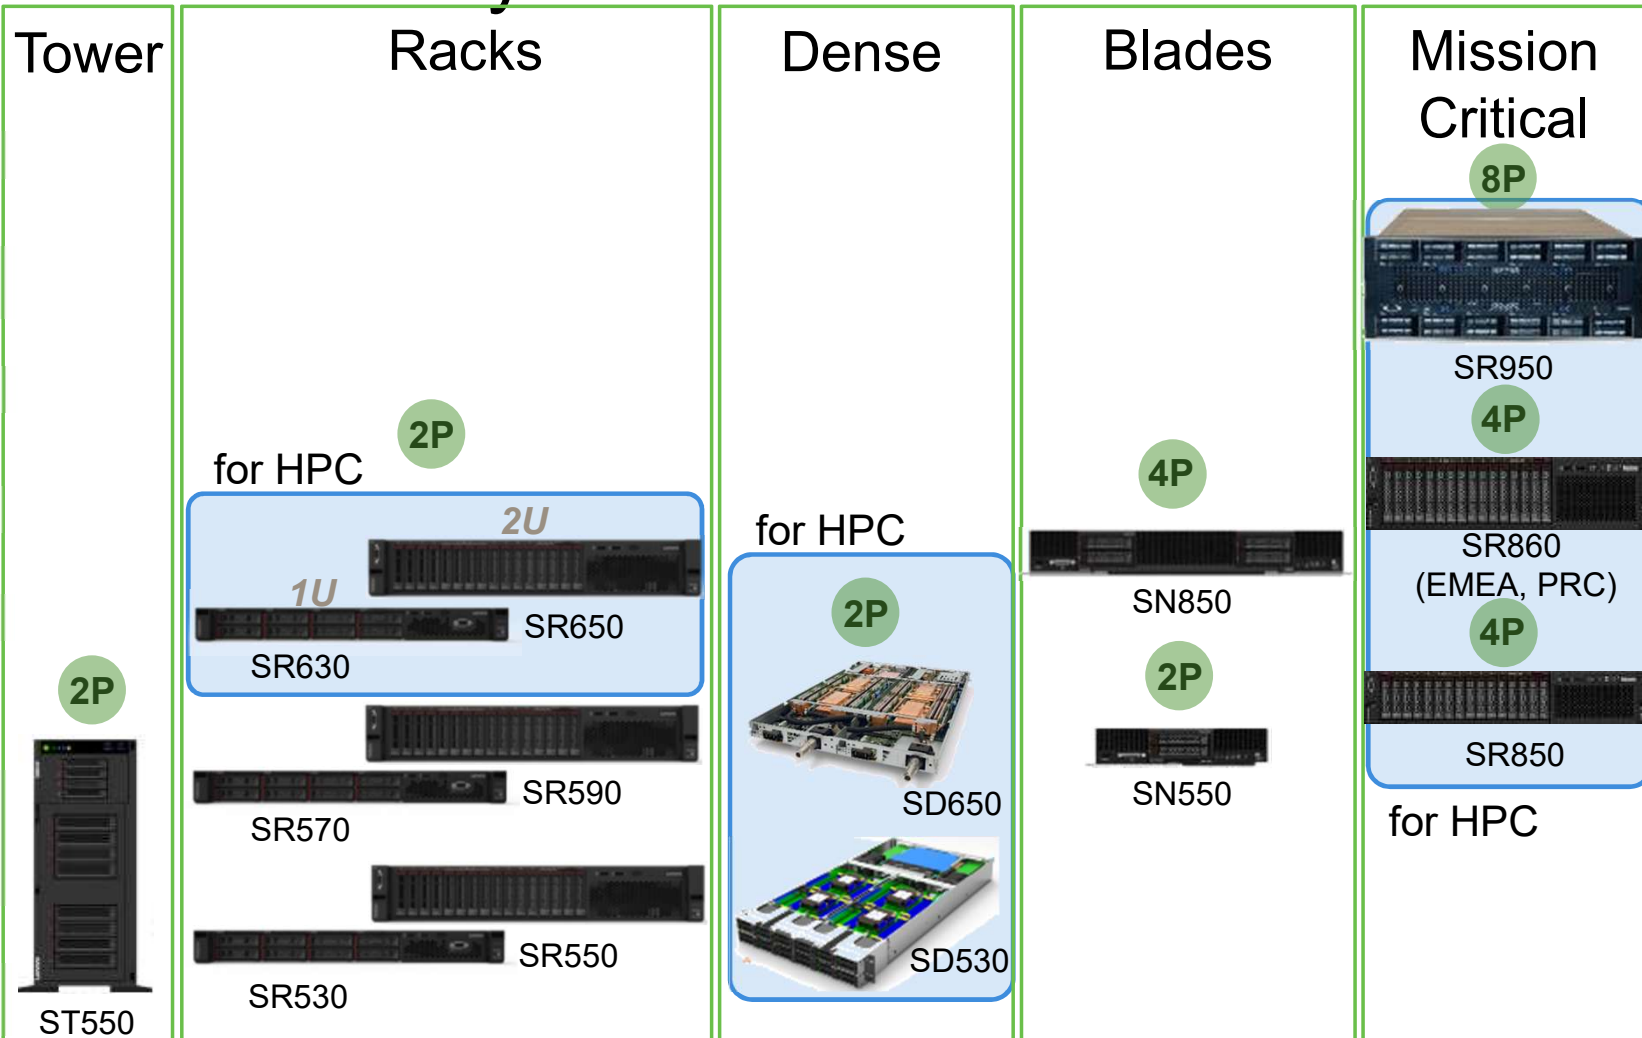 Tower
Racks
Dense
Blades
Mission
Critical
8P
SR950
4P
SR860
(EMEA, PRC)
4P
SR850
for HPC
2P
for HPC
2U
1U
SR650
SR630
SR590
SR570
SR550
SR530
for HPC
2P
SD650
SD530
4P
SN850
2P
SN550
2P
ST550